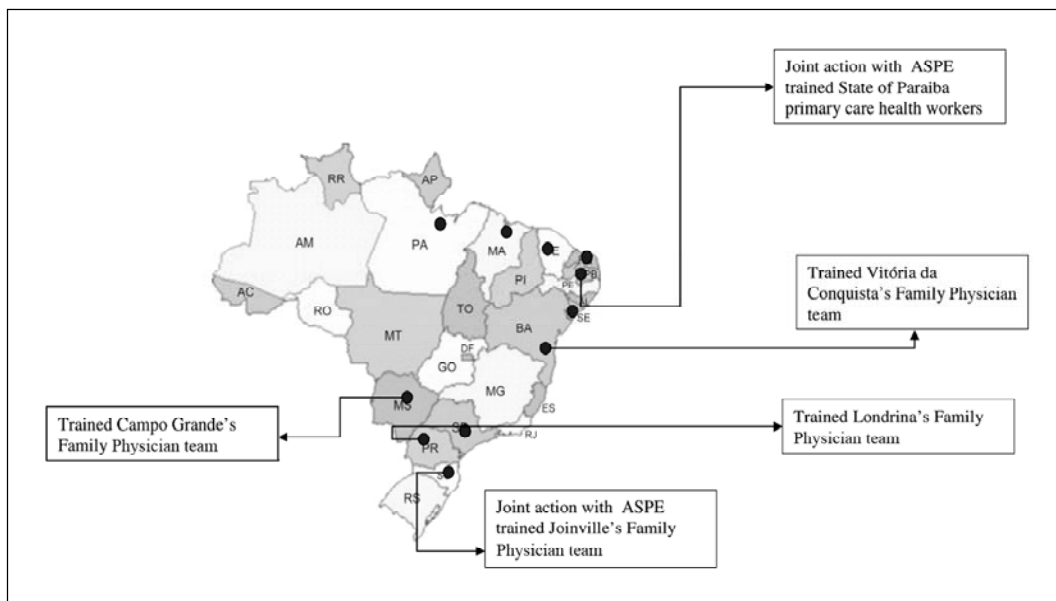 Joint action with ASPE
trained State of Paraiba
primary care health workers
RR
AP
AM
PA
MA
E
PB
PI
PE
AC
RO
TO
SE
BA
MT
DF
GO
MG
MS
ES
S
RJ
PR
S
RS
Trained Vitória da
Conquista's Family Physician
team
Trained Campo Grande's
Family Physician team
Trained Londrina's Family
Physician team
Joint action with ASPE
trained Joinville's Family
Physician team